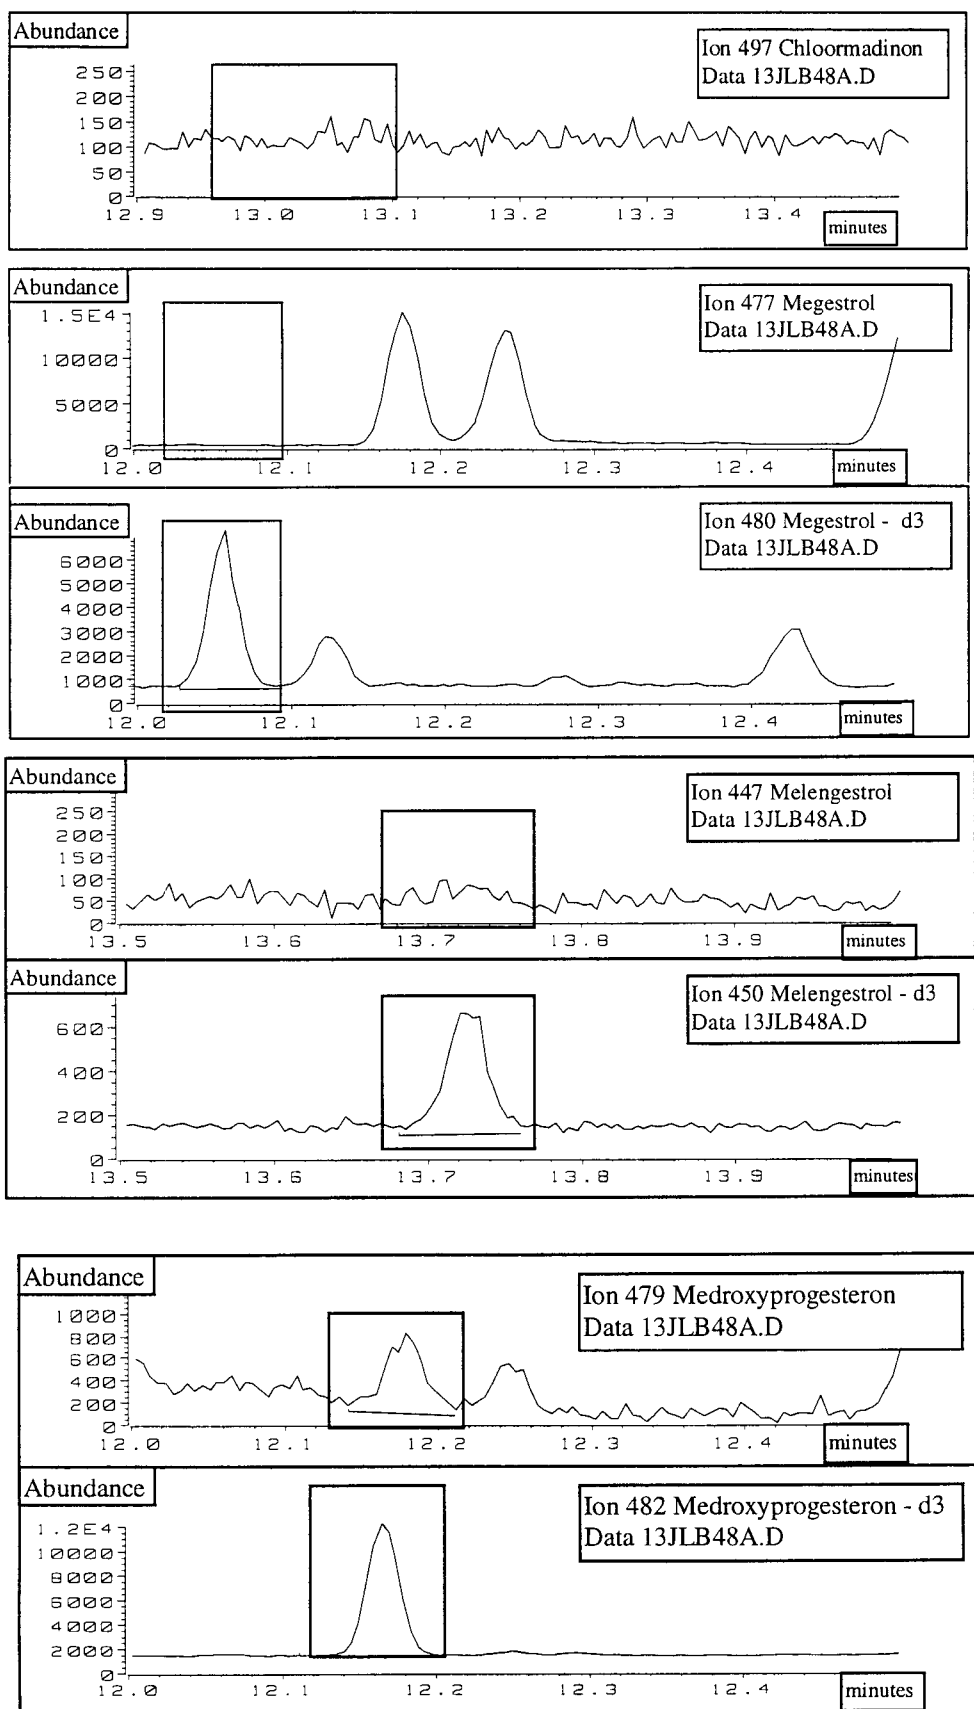 Abundance
Ion 497 Chloormadinon
Data 13JLB48A.D
250
200
150
100
50
0
12.9 13.0 13.1 13.2 13.3 13.4
minutes
Abundance
Ion 477 Megestrol
Data 13JLB48A.D
1.5E4
10000
5000
0
12.0 12.1 12.2 12.3 12.4
minutes
Abundance
Ion 480 Megestrol - d3
Data 13JLB48A.D
6000
5000
4000
3000
2000
1000
0
12.0 12.1 12.2 12.3 12.4
minutes
Abundance
Ion 447 Melengestrol
Data 13JLB48A.D
250
200
150
100
50
0
13.5 13.6 13.7 13.8 13.9
minutes
Abundance
Ion 450 Melengestrol - d3
Data 13JLB48A.D
600
400
200
0
13.5 13.6 13.7 13.8 13.9
minutes
Abundance
Ion 479 Medroxyprogesteron
Data 13JLB48A.D
1000
800
600
400
200
0
12.0 12.1 12.2 12.3 12.4
minutes
Abundance
Ion 482 Medroxyprogesteron - d3
Data 13JLB48A.D
1.2E4
10000
8000
6000
4000
2000
0
12.0 12.1 12.2 12.3 12.4
minutes